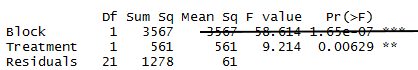 Df Sum Sq Mean Sq F value Pr(>F)
Block 1 3567 3567 58.614 1.65e-07 ***
Treatment 1 561 561 9.214 0.00629 **
Residuals 21 1278 61